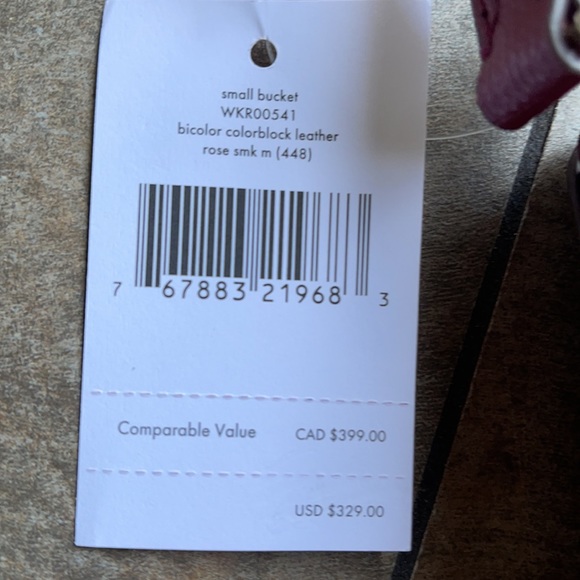 small bucket
WKR00541
bicolor colorblock leather
rose smk m (448)
7 67883 21968 3
Comparable Value CAD $399.00
USD $329.00